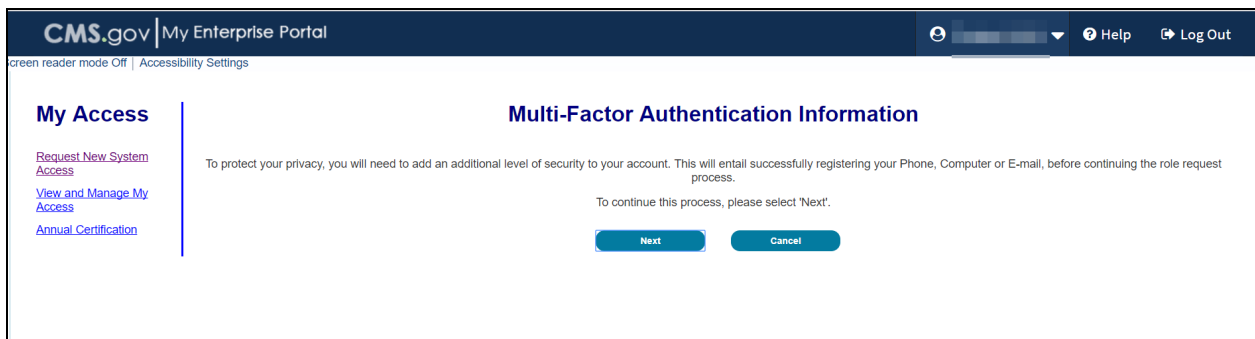 CMS.gov My Enterprise Portal
Help
Log Out
creen reader mode Off | Accessibility Settings
My Access
Request New System
Access
View and Manage My
Access
Annual Certification
Multi-Factor Authentication Information
To protect your privacy, you will need to add an additional level of security to your account. This will entail successfully registering your Phone, Computer or E-mail, before continuing the role request
process.
To continue this process, please select 'Next'.
Next
Cancel